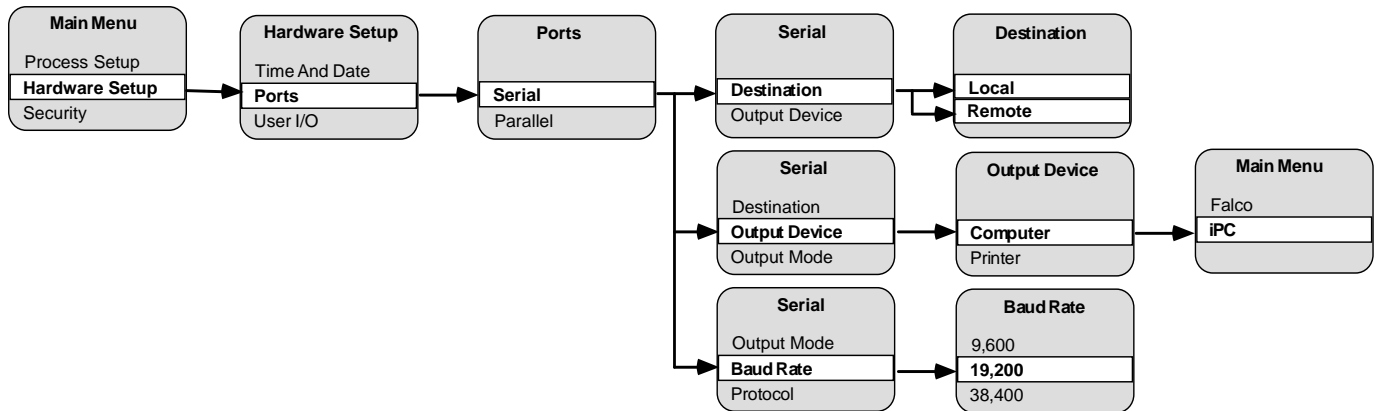 Main Menu
Process Setup
Hardware Setup
Security
Hardware Setup
Time And Date
Ports
User I/O
Ports
Serial
Parallel
Serial
Destination
Output Device
Destination
Local
Remote
Serial
Destination
Output Device
Output Mode
Output Device
Computer
Printer
Main Menu
Falco
iPC
Serial
Output Mode
Baud Rate
Protocol
Baud Rate
9,600
19,200
38,400